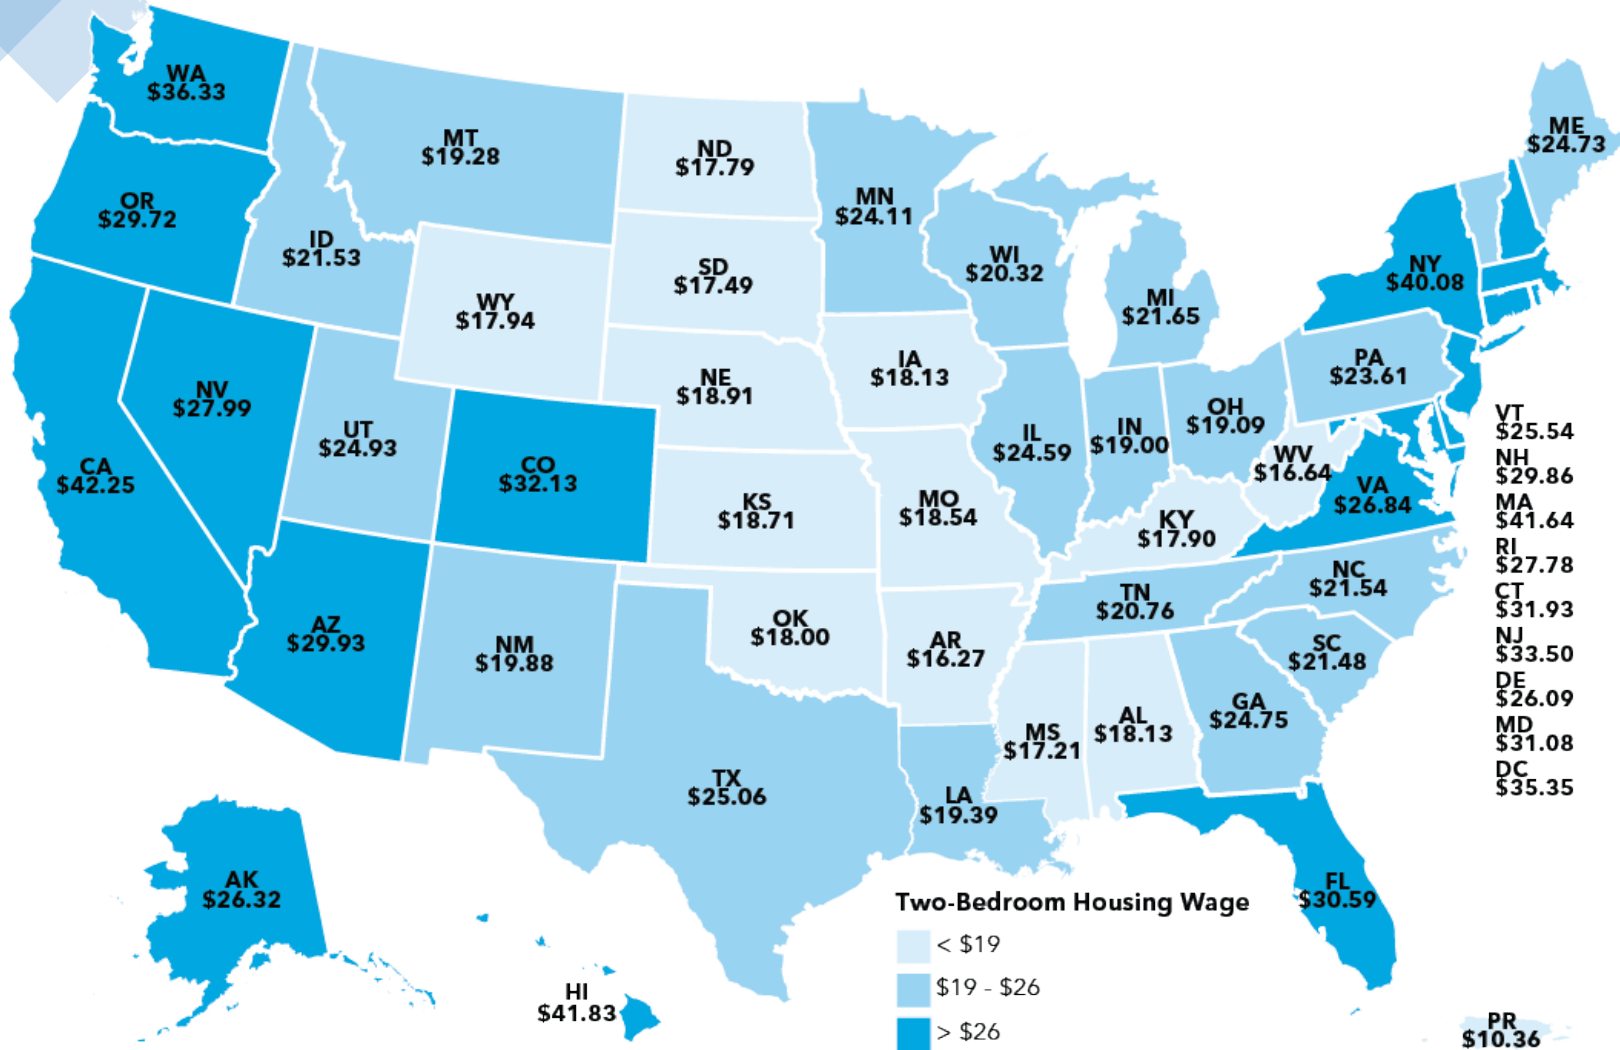 WA
$36.33
MT
$19.28
ND
$17.79
ME
$24.73
OR
$29.72
ID
$21.53
MN
$24.11
WI
$20.32
SD
$17.49
NY
$40.08
WY
$17.94
MI
$21.65
IA
$18.13
PA
$23.61
NE
$18.91
NV
$27.99
UT
$24.93
OH
$19.09
IN
$19.00
IL
$24.59
CA
$42.25
CO
$32.13
WV
$16.64
VA
$26.84
KS
$18.71
MO
$18.54
KY
$17.90
VT
$25.54
NH
$29.86
MA
$41.64
RI
$27.78
CT
$31.93
NJ
$33.50
DE
$26.09
MD
$31.08
DC
$35.35
NC
$21.54
TN
$20.76
AZ
$29.93
NM
$19.88
OK
$18.00
AR
$16.27
SC
$21.48
GA
$24.75
AL
$18.13
MS
$17.21
TX
$25.06
LA
$19.39
AK
$26.32
FL
$30.59
HI
$41.83
Two-Bedroom Housing Wage
< $19
$19 - $26
> $26
PR
$10.36